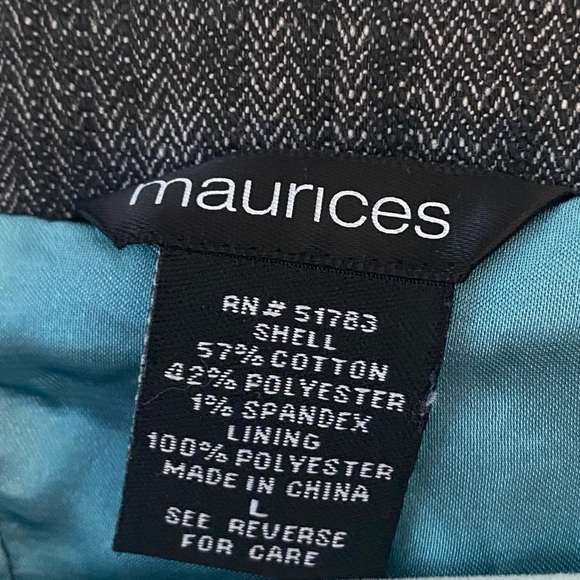 maurices
RN# 51783
SHELL
57% COTTON
42% POLYESTER
1% SPANDEX
LINING
100% POLYESTER
MADE IN CHINA
L
SEE REVERSE
FOR CARE